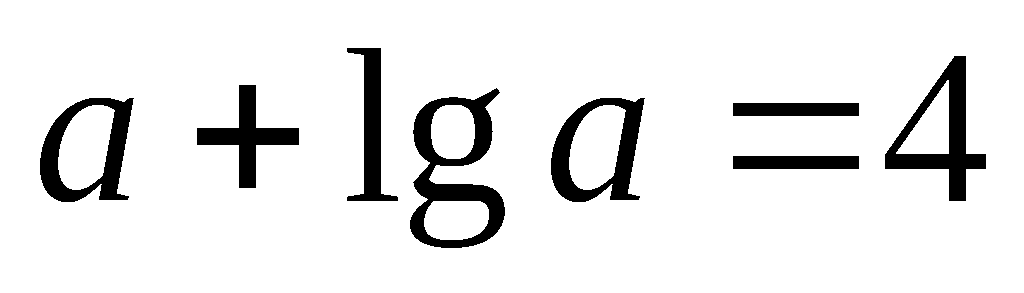 a + lg a = 4